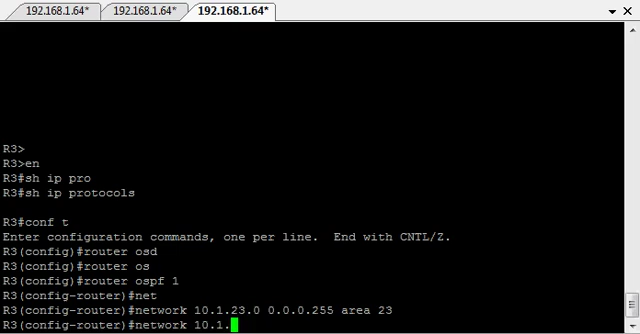 192.168.1.64* 192.168.1.64* 192.168.1.64*
R3>
R3>en
R3#sh ip pro
R3#sh ip protocols
R3#conf t
Enter configuration commands, one per line.  End with CNTL/Z.
R3(config)#router osd
R3(config)#router os
R3(config)#router ospf 1
R3(config-router)#net
R3(config-router)#network 10.1.23.0 0.0.0.255 area 23
R3(config-router)#network 10.1.